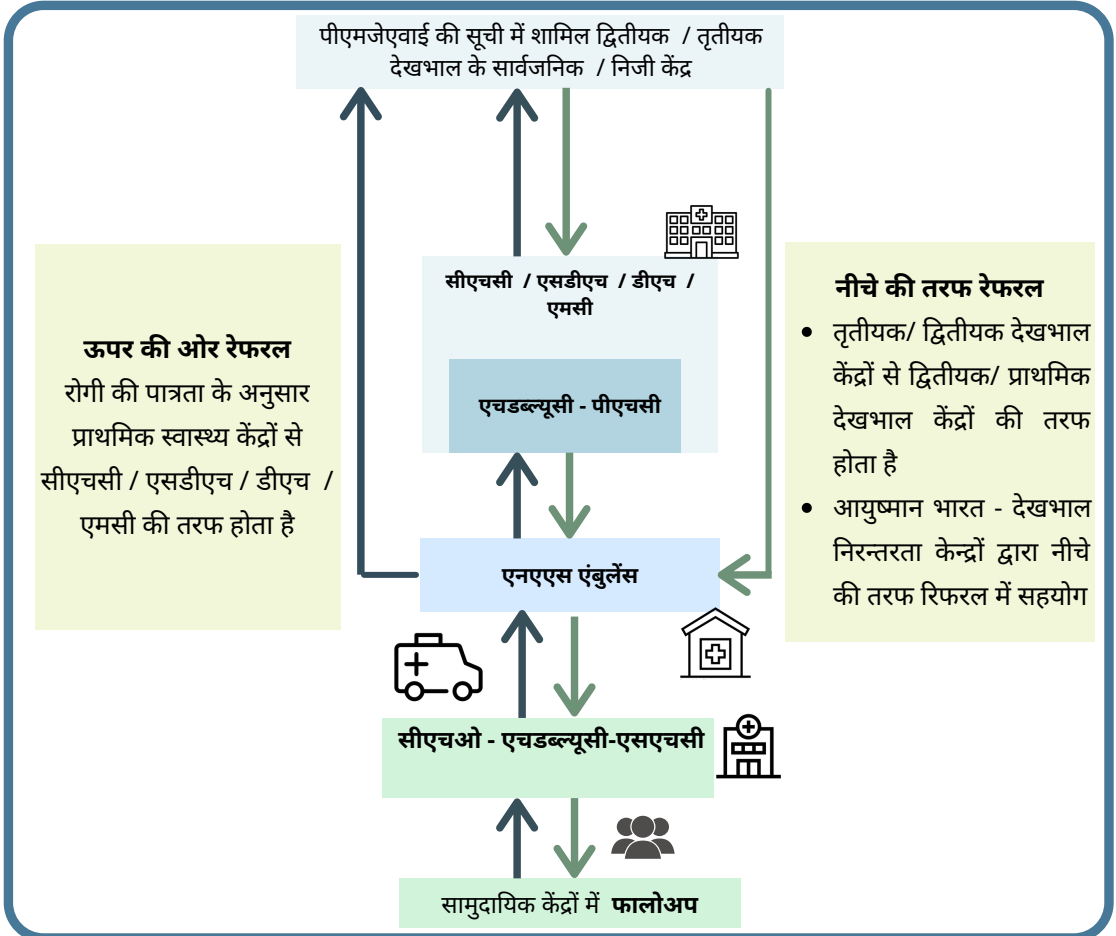 पीएमजेएवाई की सूची में शामिल द्वितीयक / तृतीयक
देखभाल के सार्वजनिक / निजी केंद्र
सीएचसी / एसडीएच / डीएच /
एमसी
एचडब्ल्यूसी - पीएचसी
ऊपर की ओर रेफरल
रोगी की पात्रता के अनुसार
प्राथमिक स्वास्थ्य केंद्रों से
सीएचसी / एसडीएच / डीएच /
एमसी की तरफ होता है
नीचे की तरफ रेफरल
• तृतीयक/ द्वितीयक देखभाल
केंद्रों से द्वितीयक/ प्राथमिक
देखभाल केंद्रों की तरफ
होता है
• आयुष्मान भारत - देखभाल
निरन्तरता केन्द्रों द्वारा नीचे
की तरफ रिफरल में सहयोग
एनएएस एंबुलेंस
सीएचओ - एचडब्ल्यूसी-एसएचसी
सामुदायिक केंद्रों में फालोअप